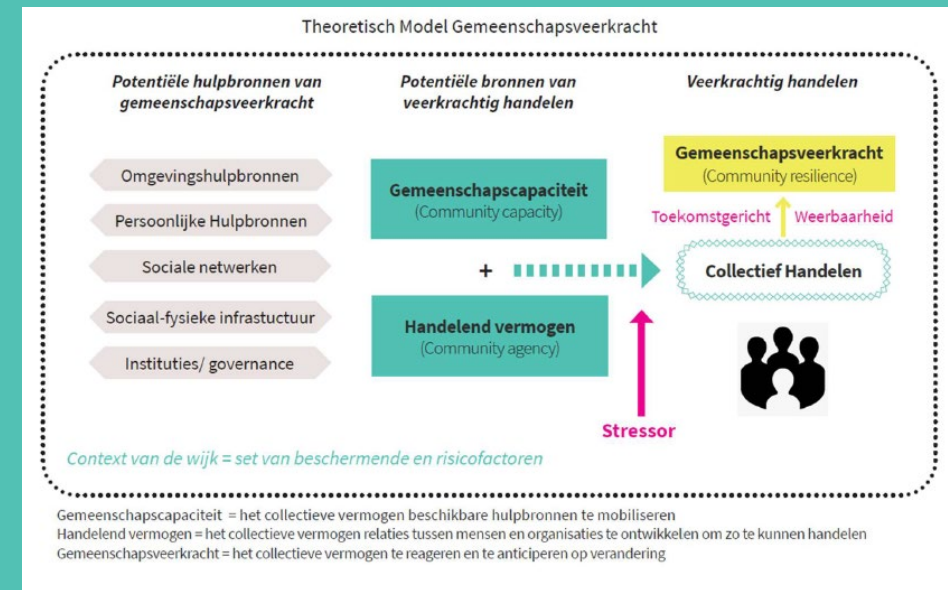 Theoretisch Model Gemeenschapsveerkracht
Potentiële hulpbronnen van
gemeenschapsveerkracht
Omgevingshulpbronnen
Persoonlijke Hulpbronnen
Sociale netwerken
Sociaal-fysieke infrastuctuur
Instituties/ governance
Potentiële bronnen van
veerkrachtig handelen
Gemeenschapscapaciteit
(Community capacity)
+
Handelend vermogen
(Community agency)
Veerkrachtig handelen
Gemeenschapsveerkracht
(Community resilience)
Toekomstgericht
Weerbaarheid
Collectief Handelen
Stressor
Context van de wijk = set van beschermende en risicofactoren
Gemeenschapscapaciteit = het collectieve vermogen beschikbare hulpbronnen te mobiliseren
Handelend vermogen = het collectieve vermogen relaties tussen mensen en organisaties te ontwikkelen om zo te kunnen handelen
Gemeenschapsveerkracht = het collectieve vermogen te reageren en te anticiperen op verandering